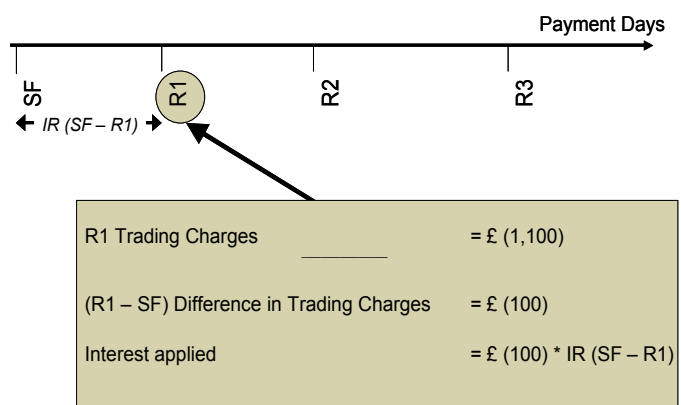 Payment Days
SF
R1
R2
R3
IR (SF – R1)
R1 Trading Charges = £ (1,100)
(R1 – SF) Difference in Trading Charges = £ (100)
Interest applied = £ (100) * IR (SF – R1)